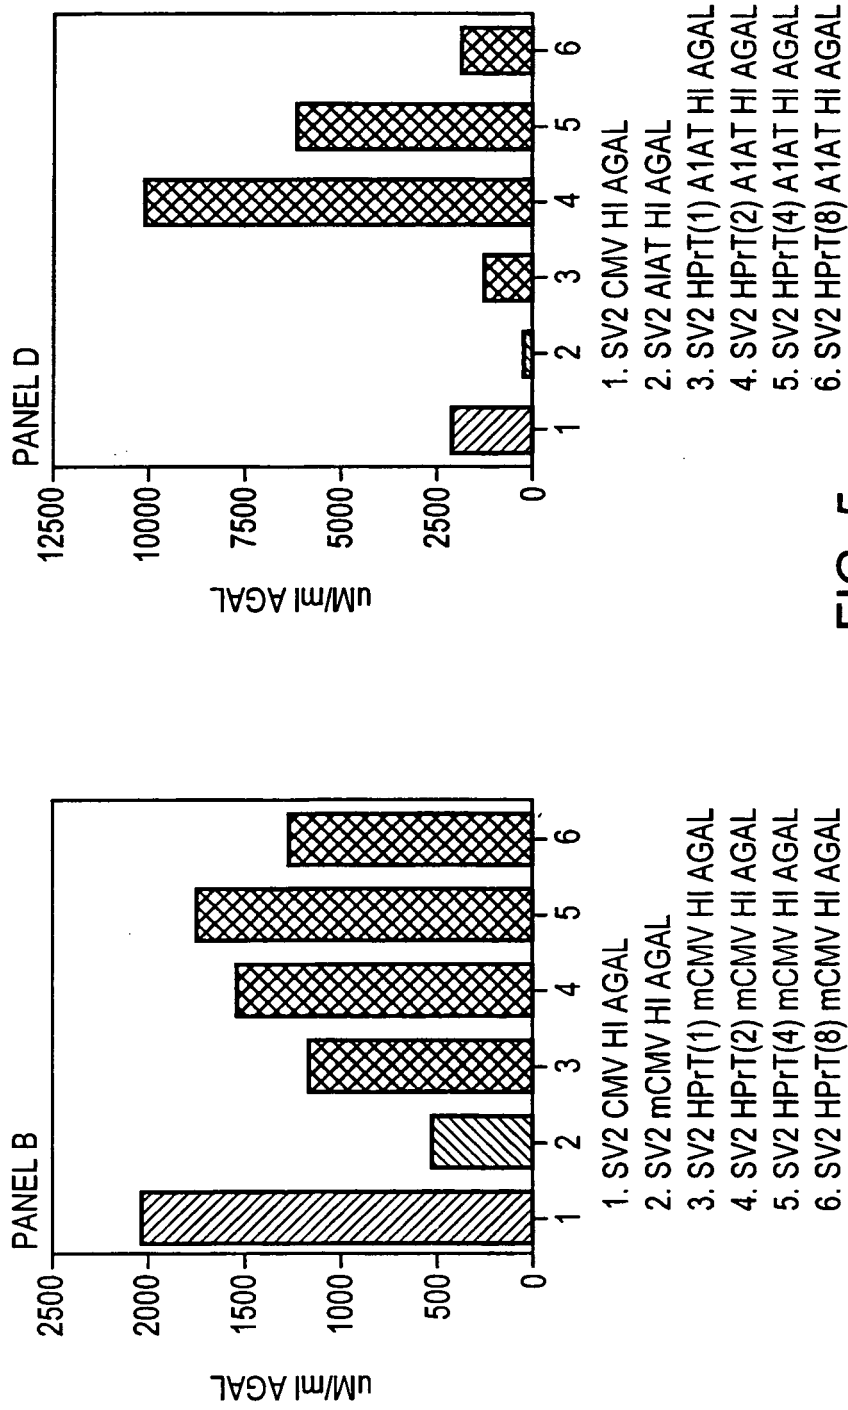 PANEL B
2500
2000
1500
1000
500
0
uM/ml AGAL
1 2 3 4 5 6
1. SV2 CMV HI AGAL
2. SV2 mCMV HI AGAL
3. SV2 HPrT(1) mCMV HI AGAL
4. SV2 HPrT(2) mCMV HI AGAL
5. SV2 HPrT(4) mCMV HI AGAL
6. SV2 HPrT(8) mCMV HI AGAL
PANEL D
12500
10000
7500
5000
2500
0
uM/ml AGAL
1 2 3 4 5 6
1. SV2 CMV HI AGAL
2. SV2 AIAT HI AGAL
3. SV2 HPrT(1) A1AT HI AGAL
4. SV2 HPrT(2) A1AT HI AGAL
5. SV2 HPrT(4) A1AT HI AGAL
6. SV2 HPrT(8) A1AT HI AGAL